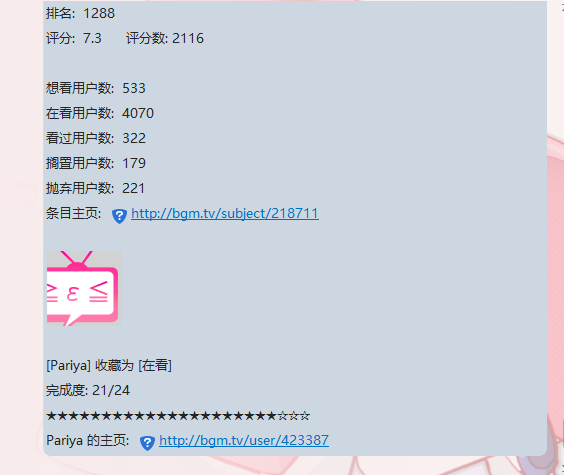 排名: 1288
评分: 7.3 评分数: 2116
想看用户数: 533
在看用户数: 4070
看过用户数: 322
搁置用户数: 179
抛弃用户数: 221
条目主页: http://bgm.tv/subject/218711
≧ ε ≦
[Pariya] 收藏为 [在看]
完成度: 21/24
★★★★★★★★★★★★★★★★★★★★★☆☆☆
Pariya 的主页: http://bgm.tv/user/423387